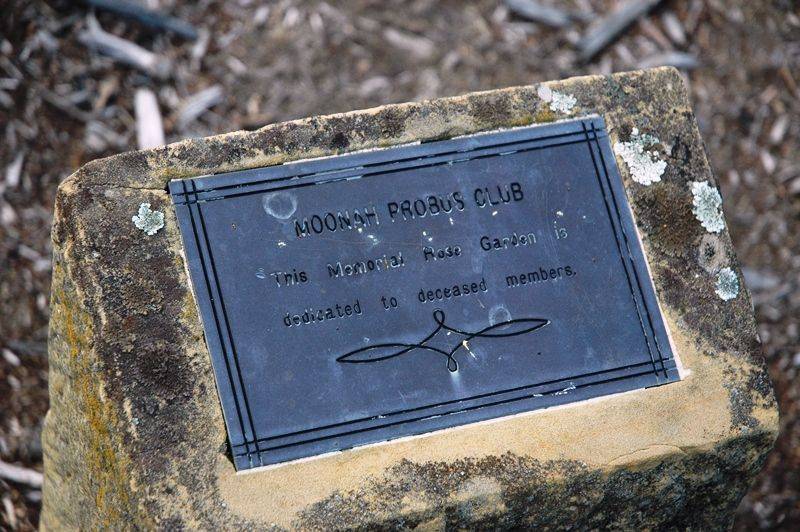 MOONAH PROBUS CLUB
This Memorial Rose Garden is
dedicated to deceased members.